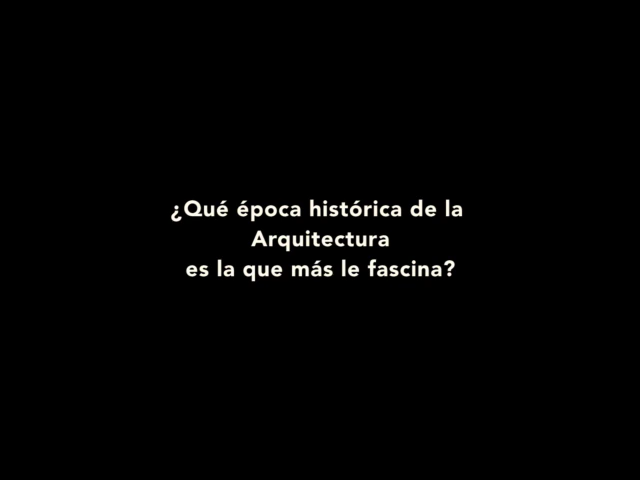 ¿Qué época histórica de la
Arquitectura
es la que más le fascina?